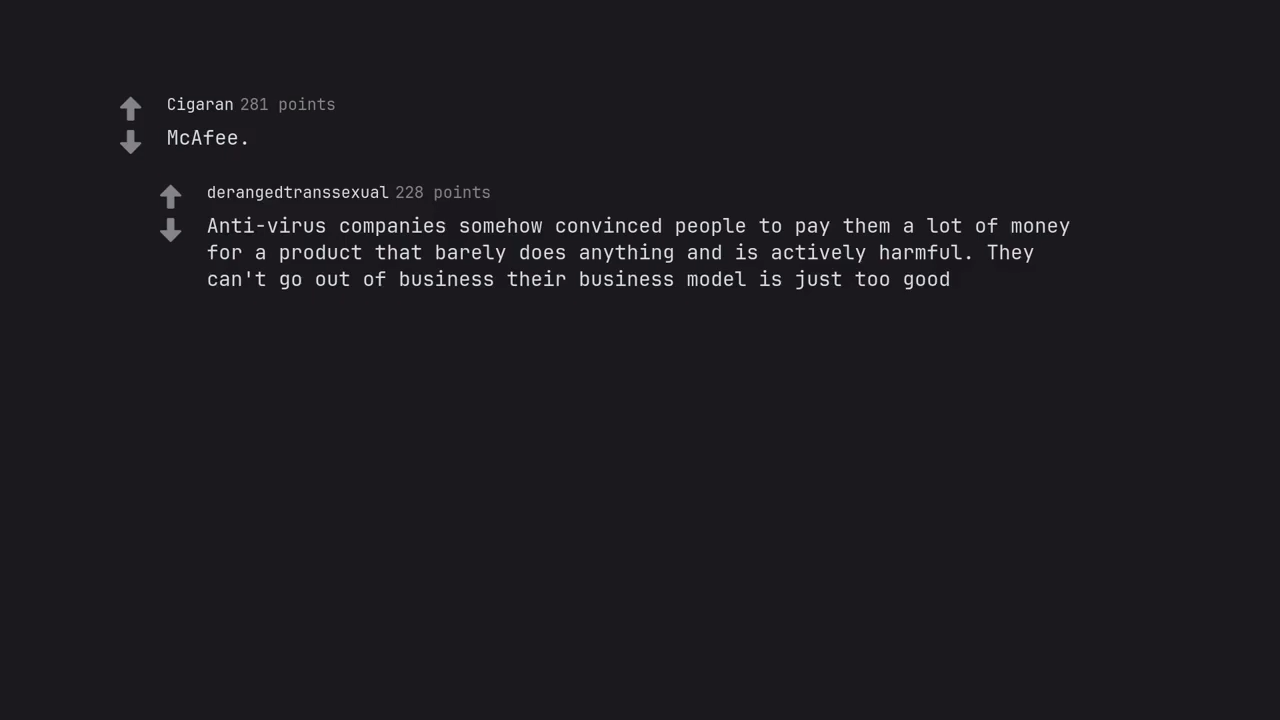 Cigaran 281 points
McAfee.
derangedtranssexual 228 points
Anti-virus companies somehow convinced people to pay them a lot of money
for a product that barely does anything and is actively harmful. They
can't go out of business their business model is just too good